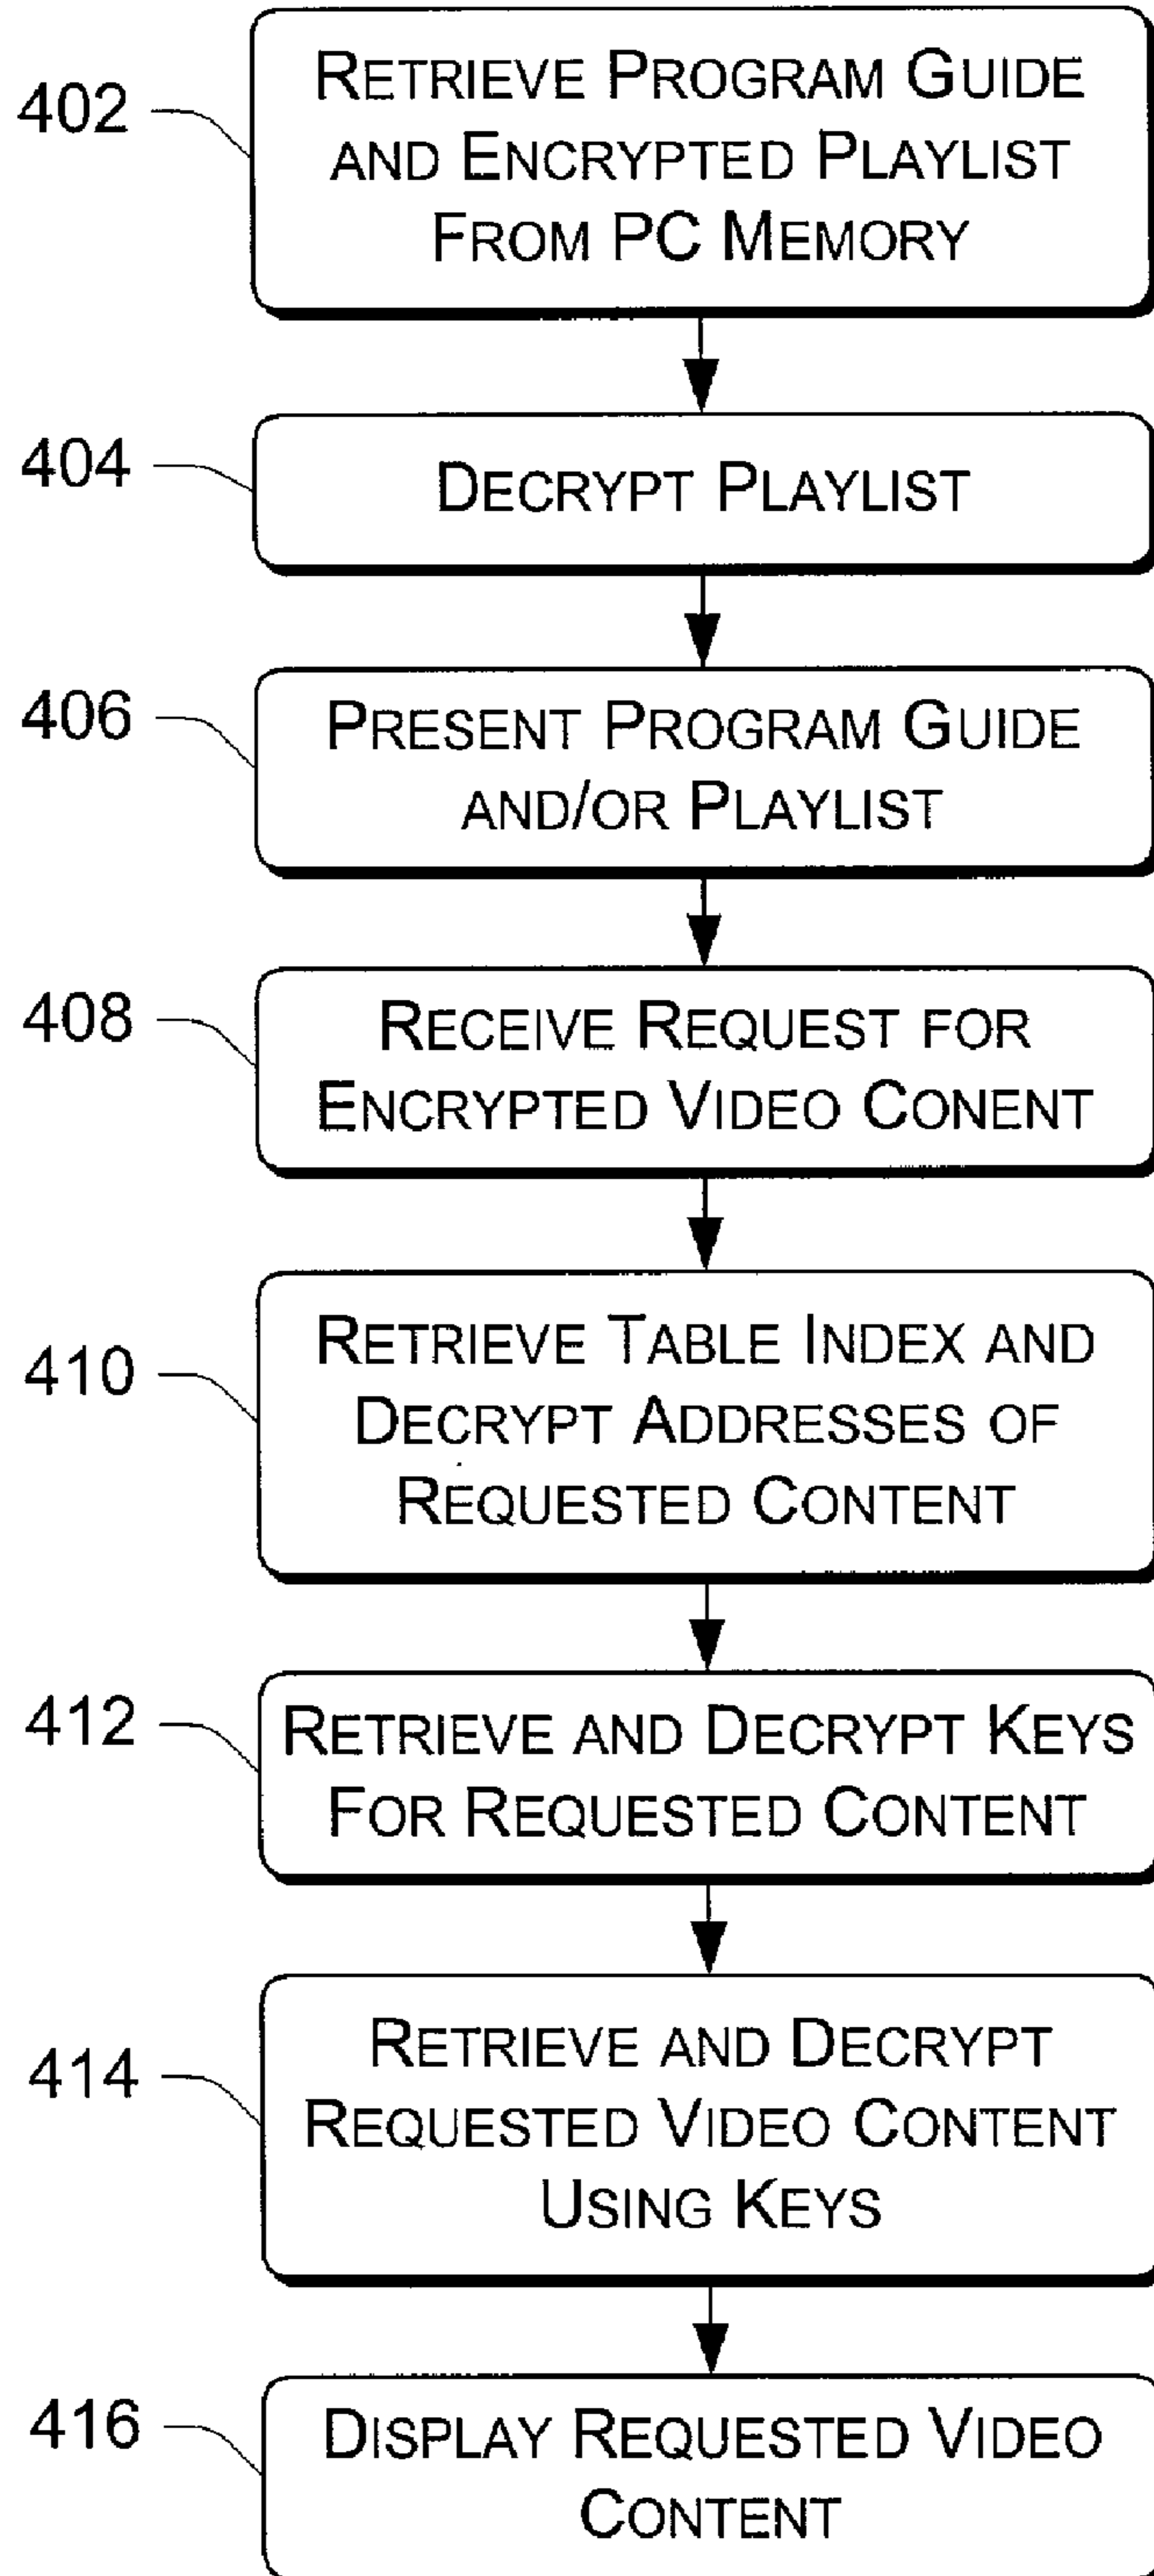 402
RETRIEVE PROGRAM GUIDE
AND ENCRYPTED PLAYLIST
FROM PC MEMORY
404
DECRYPT PLAYLIST
406
PRESENT PROGRAM GUIDE
AND/OR PLAYLIST
408
RECEIVE REQUEST FOR
ENCRYPTED VIDEO CONENT
410
RETRIEVE TABLE INDEX AND
DECRYPT ADDRESSES OF
REQUESTED CONTENT
412
RETRIEVE AND DECRYPT KEYS
FOR REQUESTED CONTENT
414
RETRIEVE AND DECRYPT
REQUESTED VIDEO CONTENT
USING KEYS
416
DISPLAY REQUESTED VIDEO
CONTENT